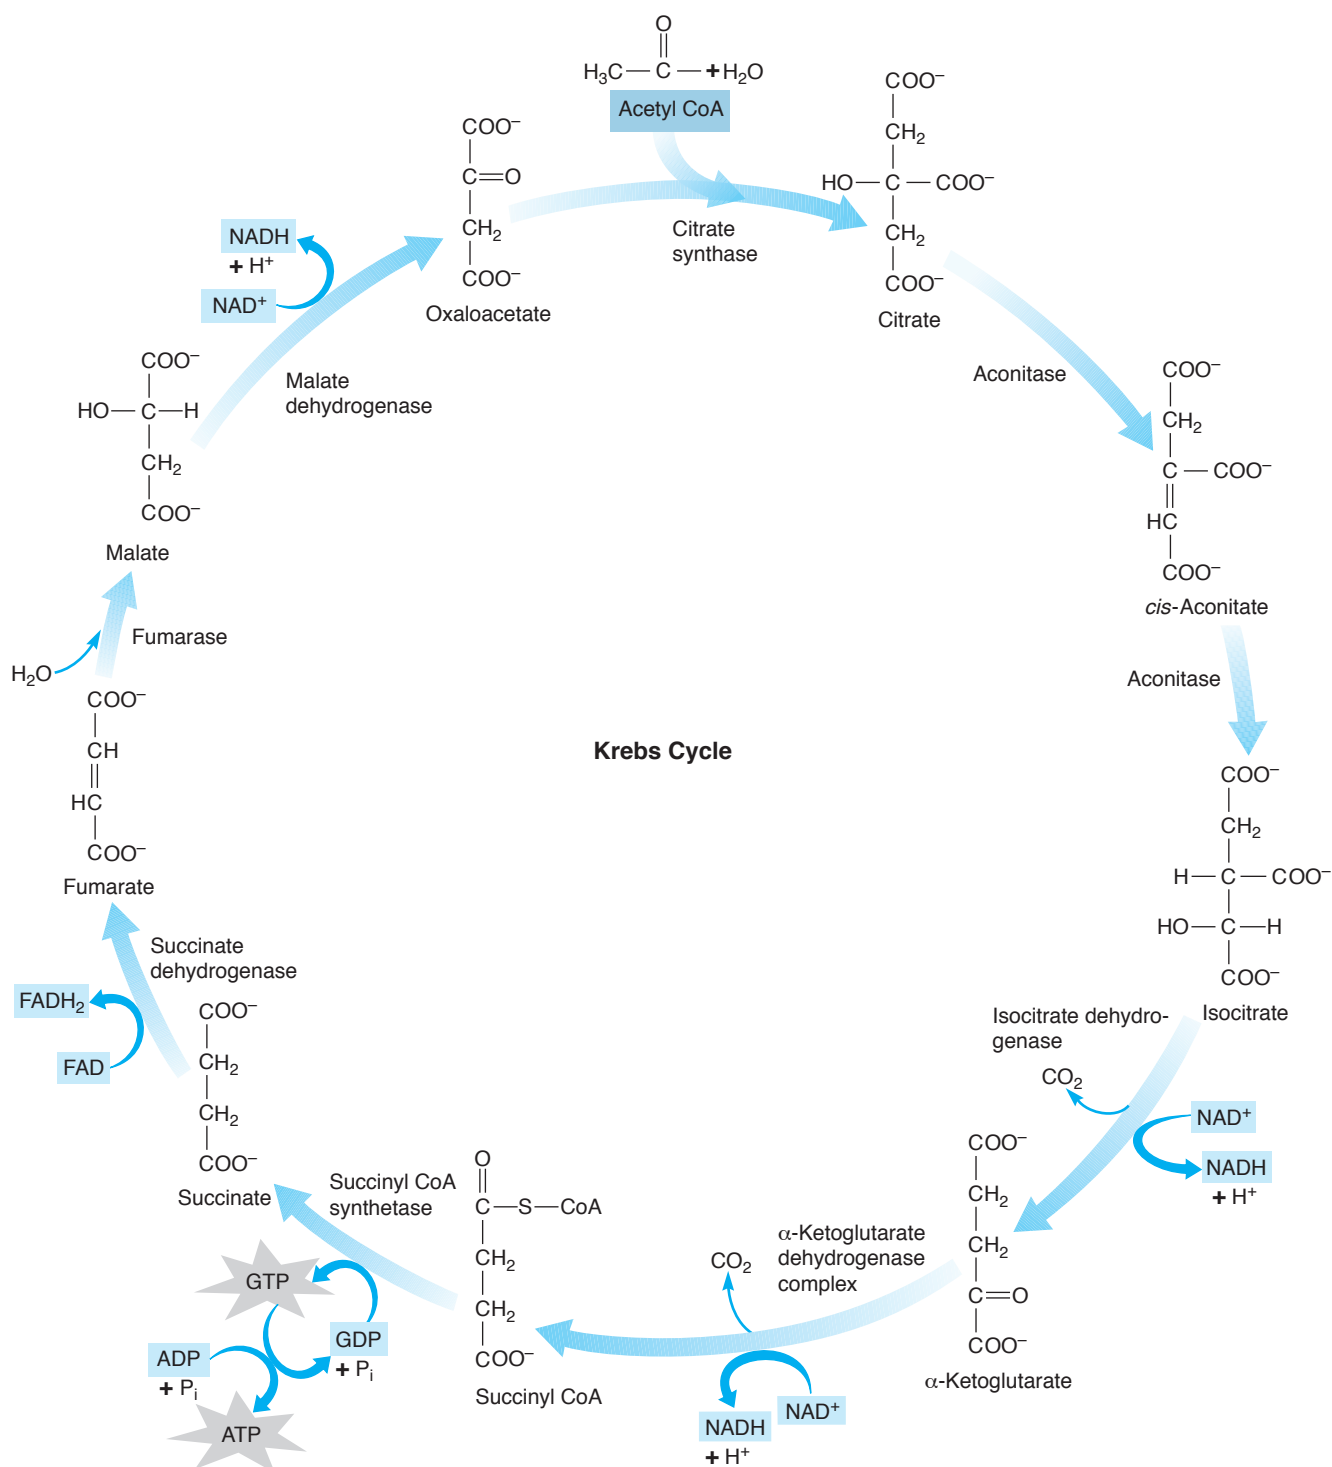 O
H₃C — C — + H₂O
Acetyl CoA
COO⁻
C=O
CH₂
COO⁻
Oxaloacetate
Citrate
synthase
COO⁻
CH₂
HO — C — COO⁻
CH₂
COO⁻
Citrate
Aconitase
COO⁻
CH₂
C — COO⁻
HC
COO⁻
cis-Aconitate
Aconitase
COO⁻
CH₂
H — C — COO⁻
HO — C — H
COO⁻
Isocitrate
Isocitrate dehydro-
genase
CO₂
NAD⁺
NADH
+ H⁺
COO⁻
CH₂
CH₂
C=O
COO⁻
α-Ketoglutarate
α-Ketoglutarate
dehydrogenase
complex
CO₂
NAD⁺
NADH
+ H⁺
O
C — S — CoA
CH₂
CH₂
COO⁻
Succinyl CoA
Succinyl CoA
synthetase
GTP
GDP
+ Pᵢ
ADP
+ Pᵢ
ATP
COO⁻
CH₂
CH₂
COO⁻
Succinate
Succinate
dehydrogenase
FADH₂
FAD
COO⁻
CH
HC
COO⁻
Fumarate
Fumarase
H₂O
COO⁻
HO — C — H
CH₂
COO⁻
Malate
Malate
dehydrogenase
NADH
+ H⁺
NAD⁺
Krebs Cycle